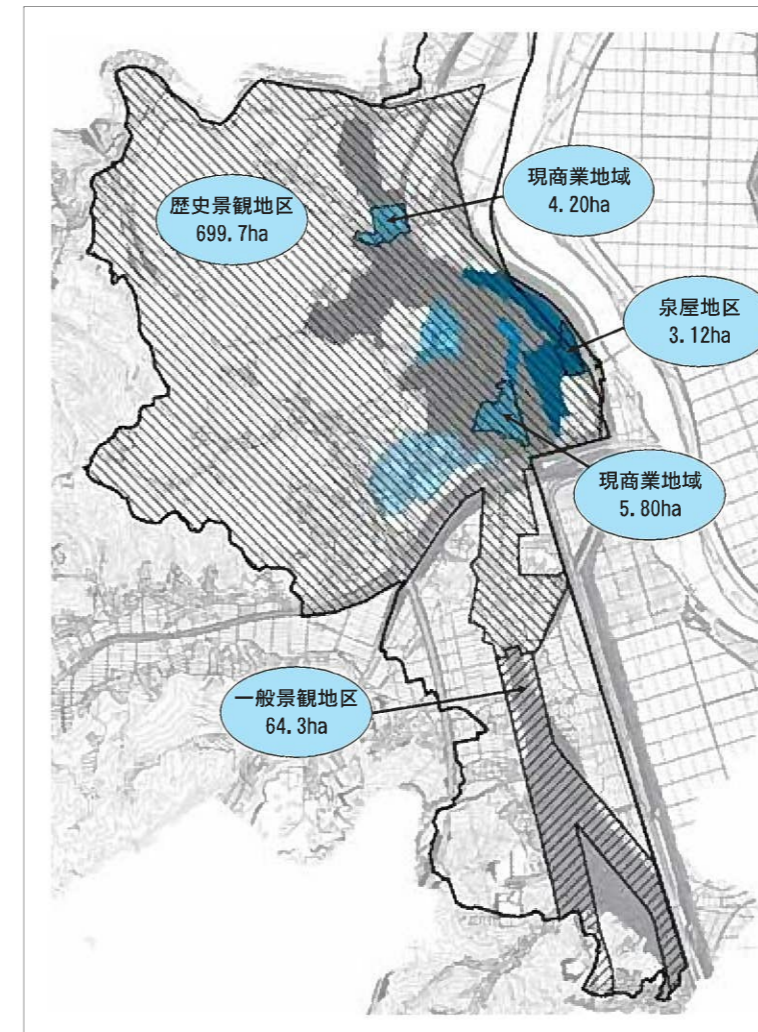 歴史景観地区
699.7ha
現商業地域
4.20ha
泉屋地区
3.12ha
現商業地域
5.80ha
一般景観地区
64.3ha